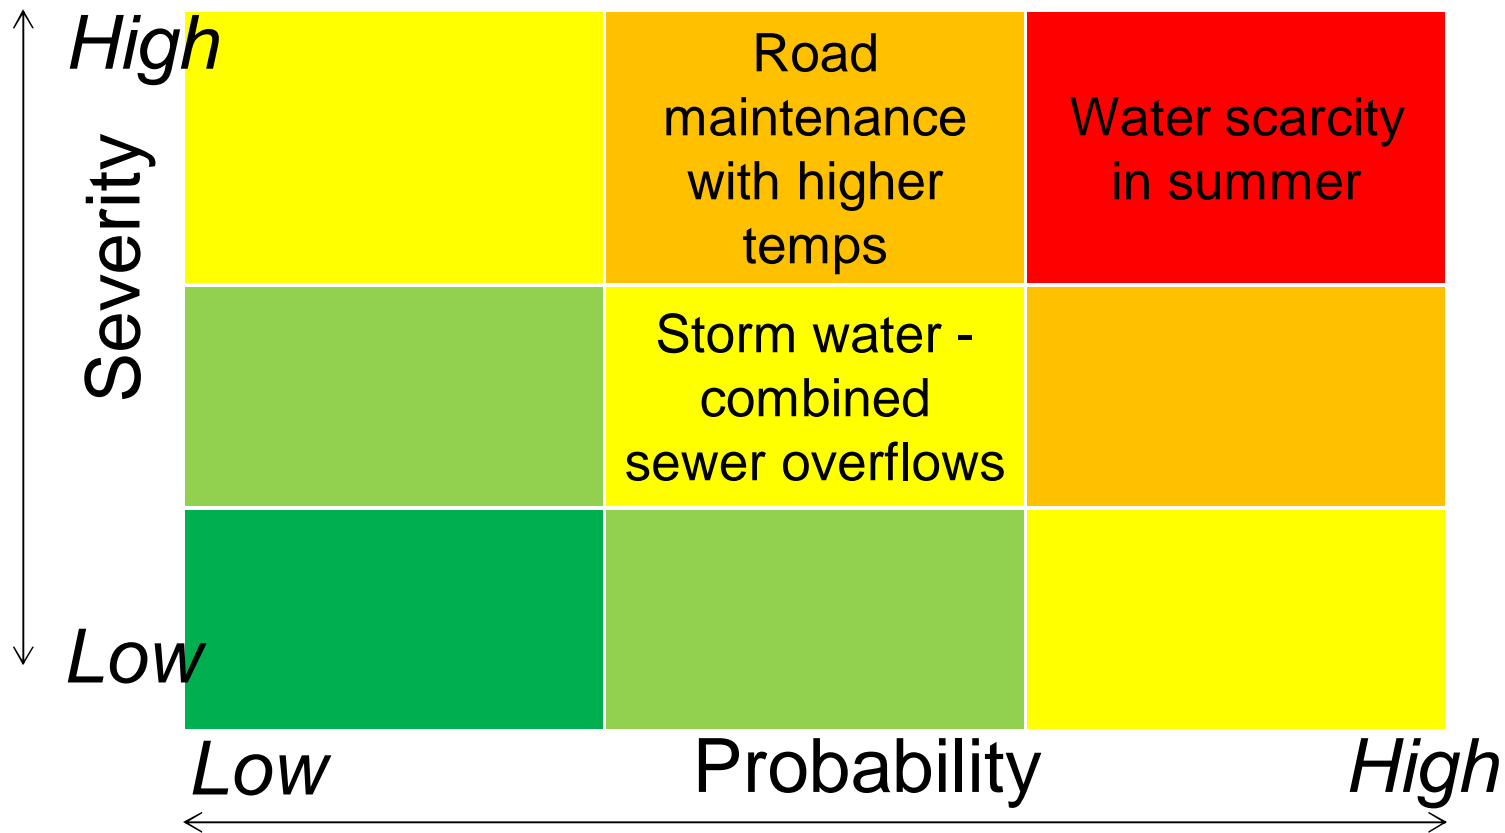 High
Severity
Low
Road
maintenance
with higher
temps
Water scarcity
in summer
Storm water -
combined
sewer overflows
Low
Probability
High